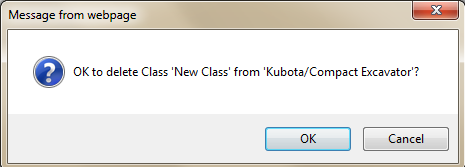 Message from webpage
OK to delete Class 'New Class' from 'Kubota/Compact Excavator'?
OK Cancel